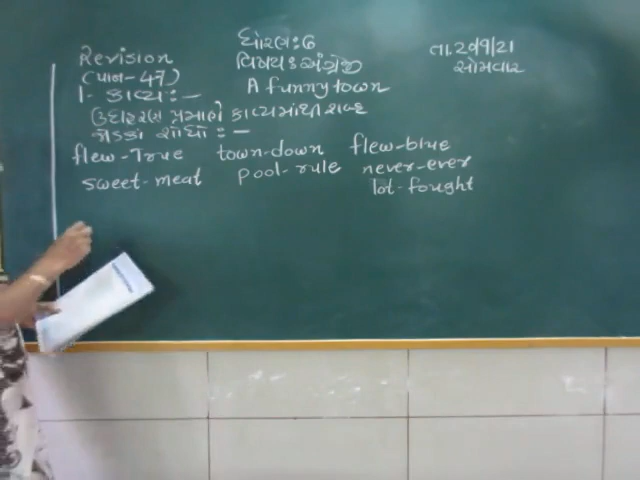 ધોરણ: 6
Revision વિષય: અંગ્રેજી તા. 2/9/21
(પાન-47) A funny town સોમવાર
1. કાવ્ય :-
ઉદાહરણ પ્રમાણે કાવ્યમાંથી શબ્દ
જોડકાં શોધો :-
flew-True town-down flew-blue
sweet-meat pool-rule never-ever
lot-fought